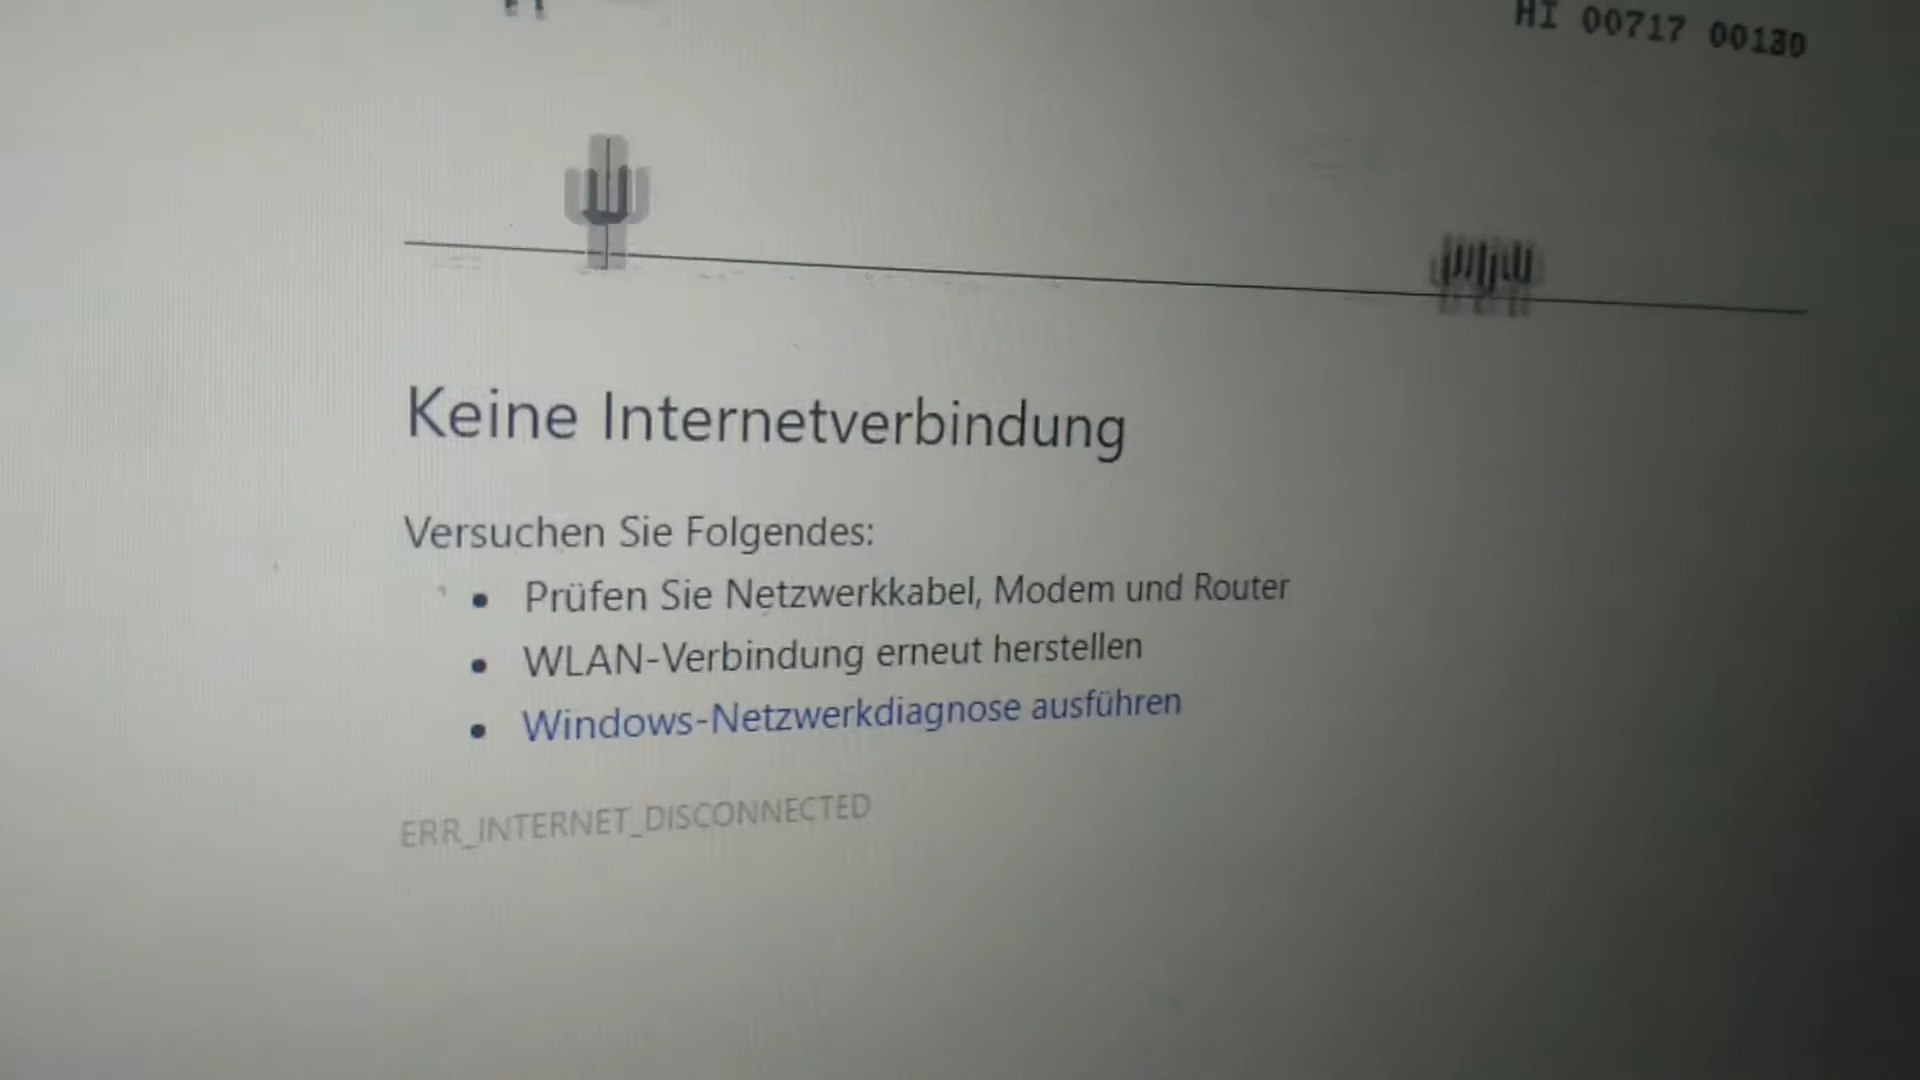 HI 00717 00130
Keine Internetverbindung
Versuchen Sie Folgendes:
Prüfen Sie Netzwerkkabel, Modem und Router
WLAN-Verbindung erneut herstellen
Windows-Netzwerkdiagnose ausführen
ERR_INTERNET_DISCONNECTED